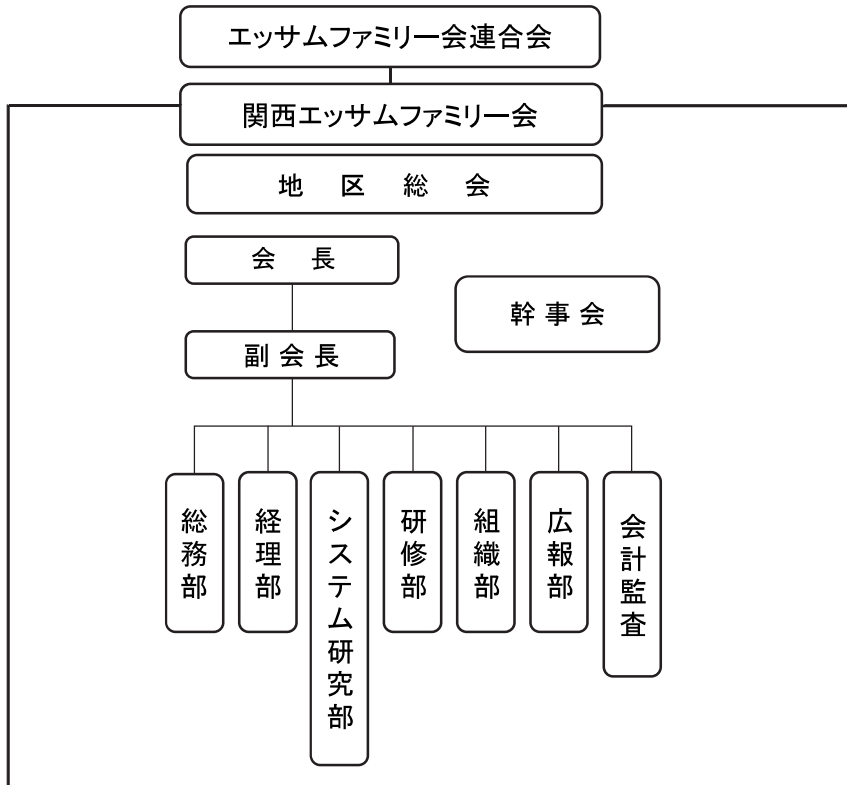 エッサムファミリー会連合会
関西エッサムファミリー会
地区総会
会長
幹事会
副会長
総務部
経理部
システム研究部
研修部
組織部
広報部
会計監査